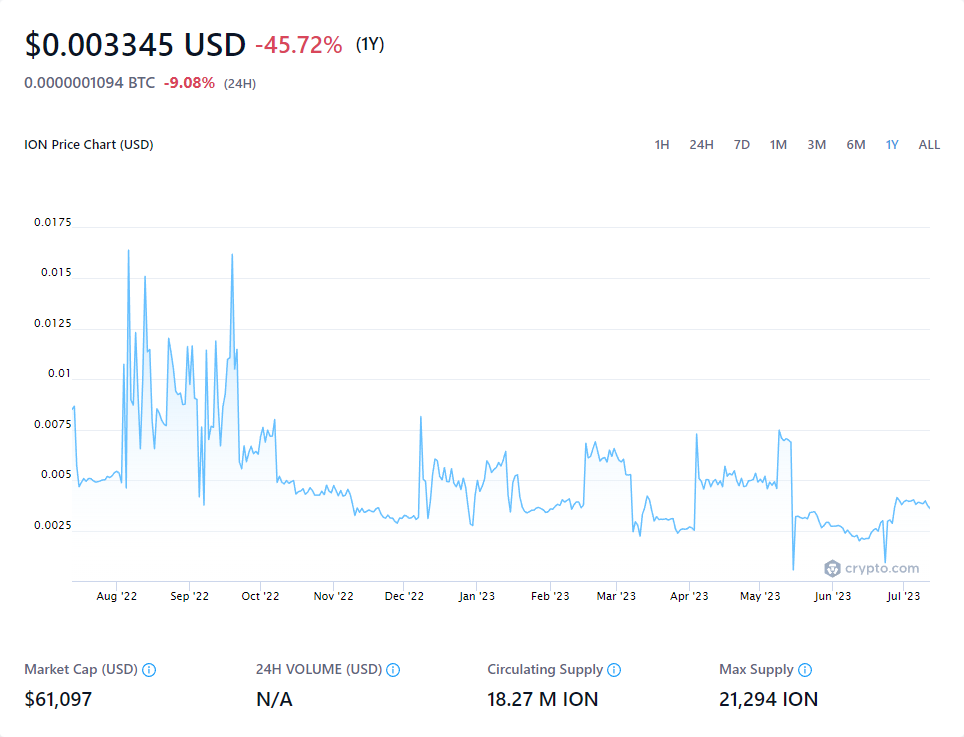 $0.003345 USD -45.72% (1Y)
0.0000001094 BTC -9.08% (24H)
ION Price Chart (USD) 1H 24H 7D 1M 3M 6M 1Y ALL
0.0175
0.015
0.0125
0.01
0.0075
0.005
0.0025
crypto.com
Aug '22 Sep '22 Oct '22 Nov '22 Dec '22 Jan '23 Feb '23 Mar '23 Apr '23 May '23 Jun '23 Jul '23
Market Cap (USD) 24H VOLUME (USD) Circulating Supply Max Supply
$61,097 N/A 18.27 M ION 21,294 ION